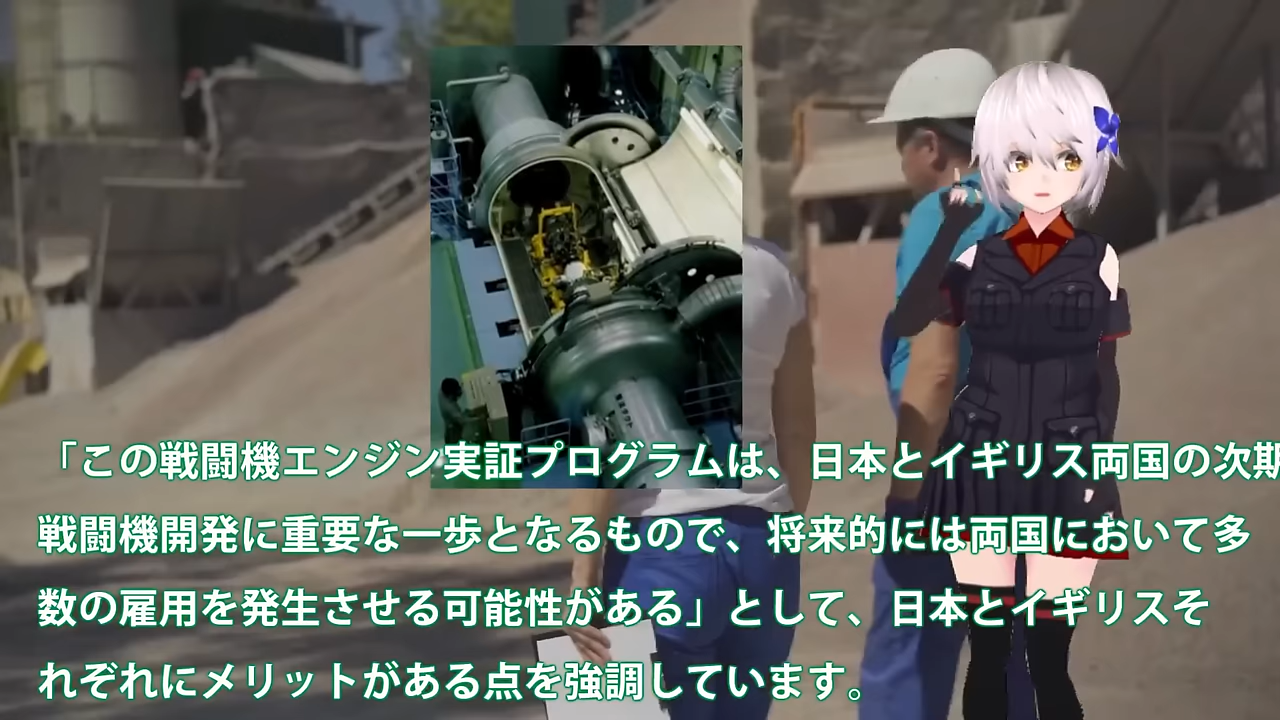 「この戦闘機エンジン実証プログラムは、日本とイギリス両国の次期
戦闘機開発に重要な一歩となるもので、将来的には両国において多
数の雇用を発生させる可能性がある」として、日本とイギリスそ
れぞれにメリットがある点を強調しています。